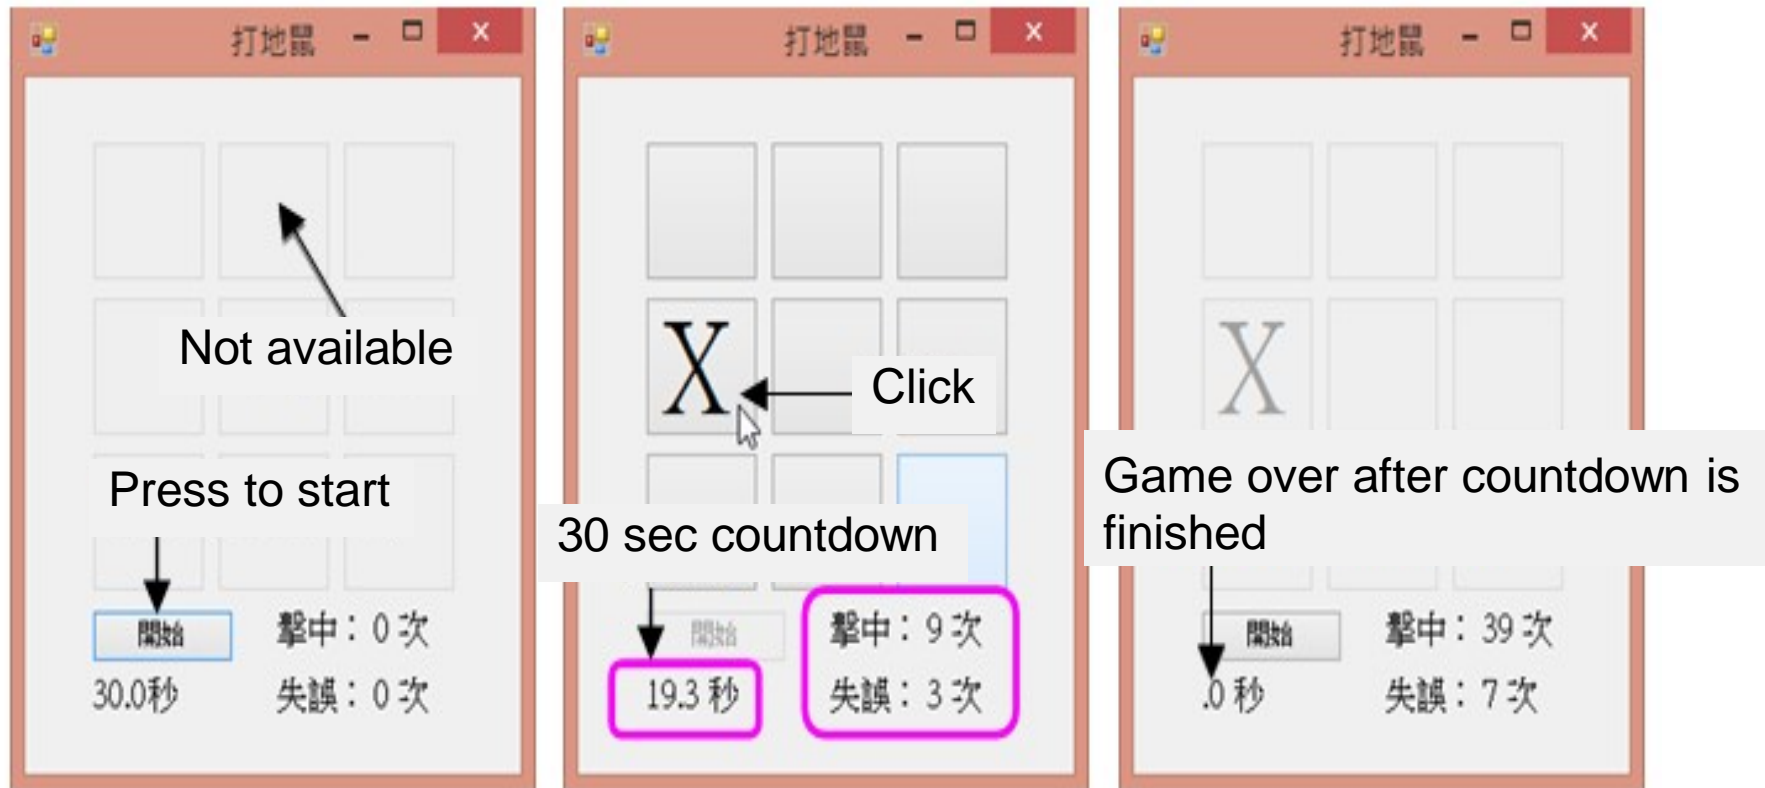 打地鼠
Not available
Press to start
開始
擊中：0 次
30.0秒
失誤：0 次
打地鼠
X
Click
30 sec countdown
開始
擊中：9 次
19.3 秒
失誤：3 次
打地鼠
X
Game over after countdown is
finished
開始
擊中：39 次
.0 秒
失誤：7 次